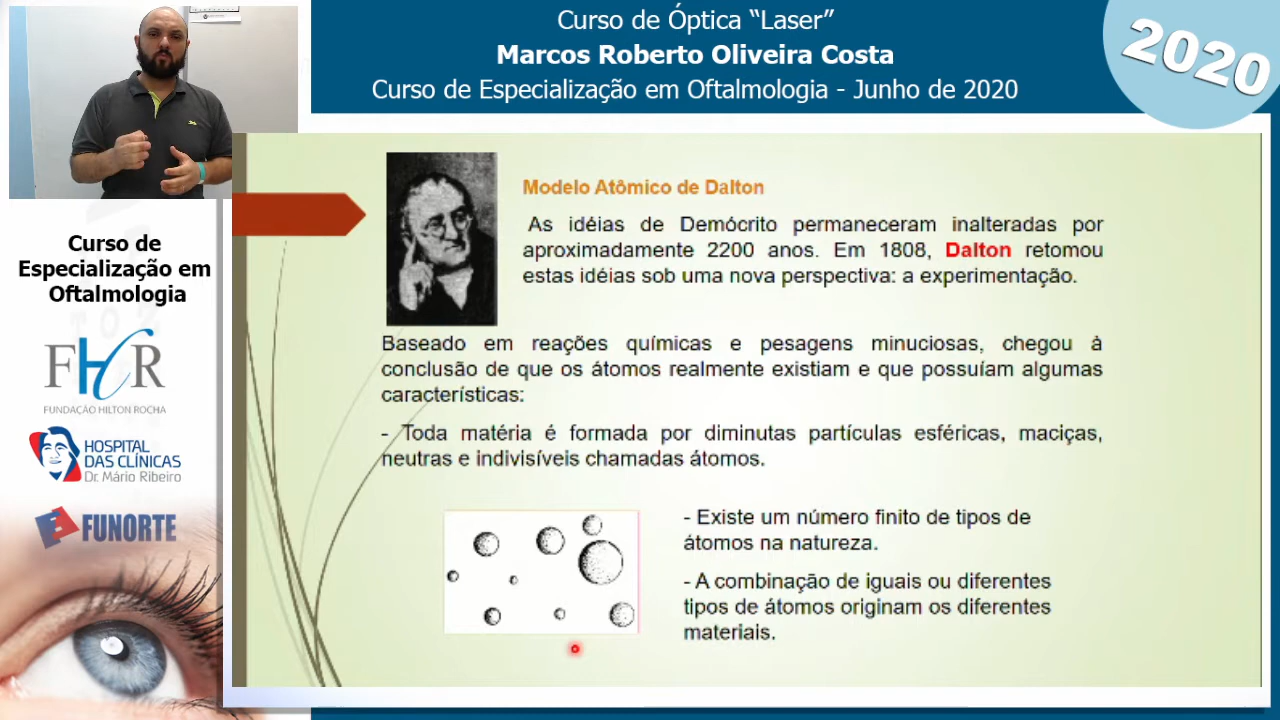 Curso de Óptica “Laser”
Marcos Roberto Oliveira Costa
Curso de Especialização em Oftalmologia - Junho de 2020
2020
Curso de
Especialização em
Oftalmologia
FHR
FUNDAÇÃO HILTON ROCHA
HOSPITAL
DAS CLÍNICAS
Dr. Mário Ribeiro
FUNORTE
Modelo Atômico de Dalton
As idéias de Demócrito permaneceram inalteradas por
aproximadamente 2200 anos. Em 1808, Dalton retomou
estas idéias sob uma nova perspectiva: a experimentação.
Baseado em reações químicas e pesagens minuciosas, chegou à
conclusão de que os átomos realmente existiam e que possuíam algumas
características:
- Toda matéria é formada por diminutas partículas esféricas, maciças,
neutras e indivisíveis chamadas átomos.
- Existe um número finito de tipos de
átomos na natureza.
- A combinação de iguais ou diferentes
tipos de átomos originam os diferentes
materiais.